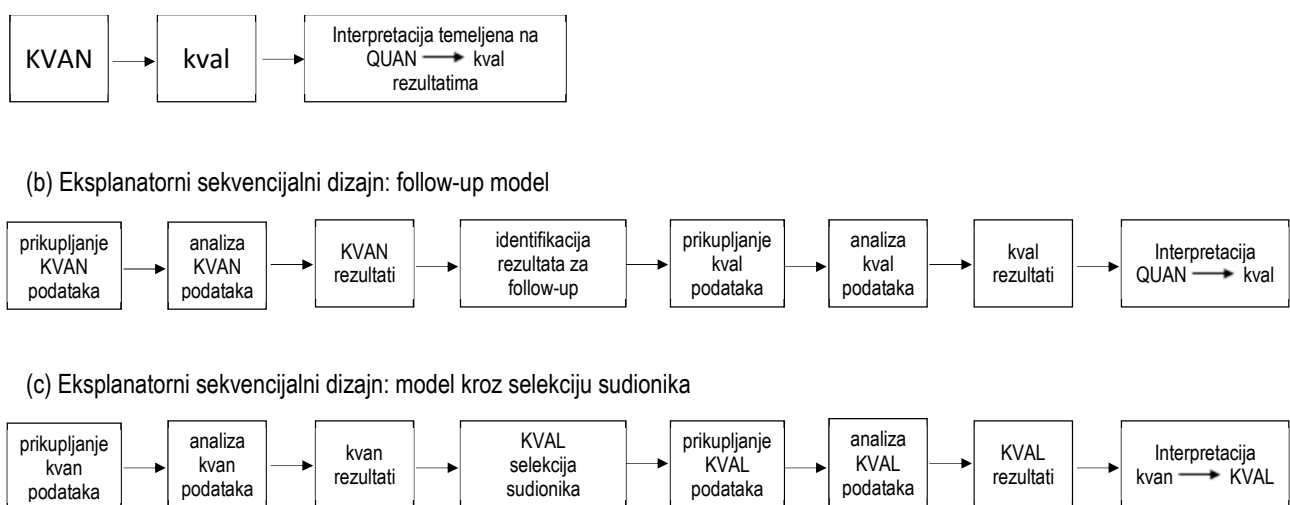 KVAN
kval
Interpretacija temeljena na
QUAN → kval
rezultatima
(b) Eksplanatorni sekvencijalni dizajn: follow-up model
prikupljanje
KVAN
podataka
analiza
KVAN
podataka
KVAN
rezultati
identifikacija
rezultata za
follow-up
prikupljanje
kval
podataka
analiza
kval
podataka
kval
rezultati
Interpretacija
QUAN → kval
(c) Eksplanatorni sekvencijalni dizajn: model kroz selekciju sudionika
prikupljanje
kvan
podataka
analiza
kvan
podataka
kvan
rezultati
KVAL
selekcija
sudionika
prikupljanje
KVAL
podataka
analiza
KVAL
podataka
KVAL
rezultati
Interpretacija
kvan → KVAL